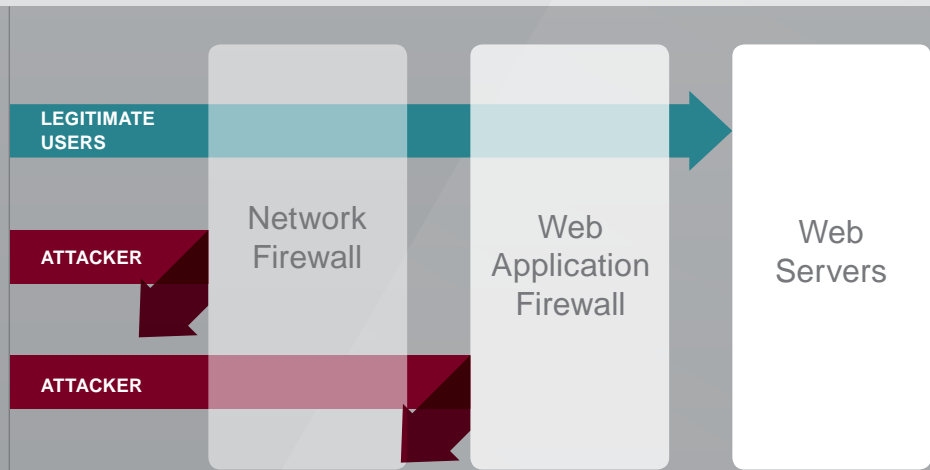 LEGITIMATE
USERS
Network
Firewall
Web
Application
Firewall
Web
Servers
ATTACKER
ATTACKER